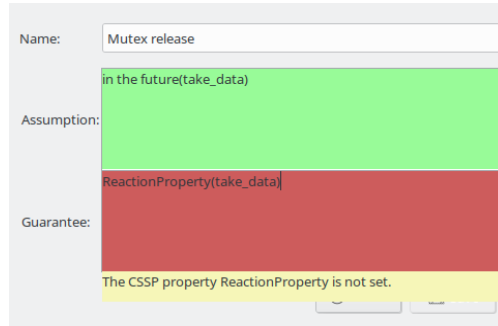 Name:
Mutex release
in the future(take_data)
Assumption:
ReactionProperty(take_data)
Guarantee:
The CSSP property ReactionProperty is not set.